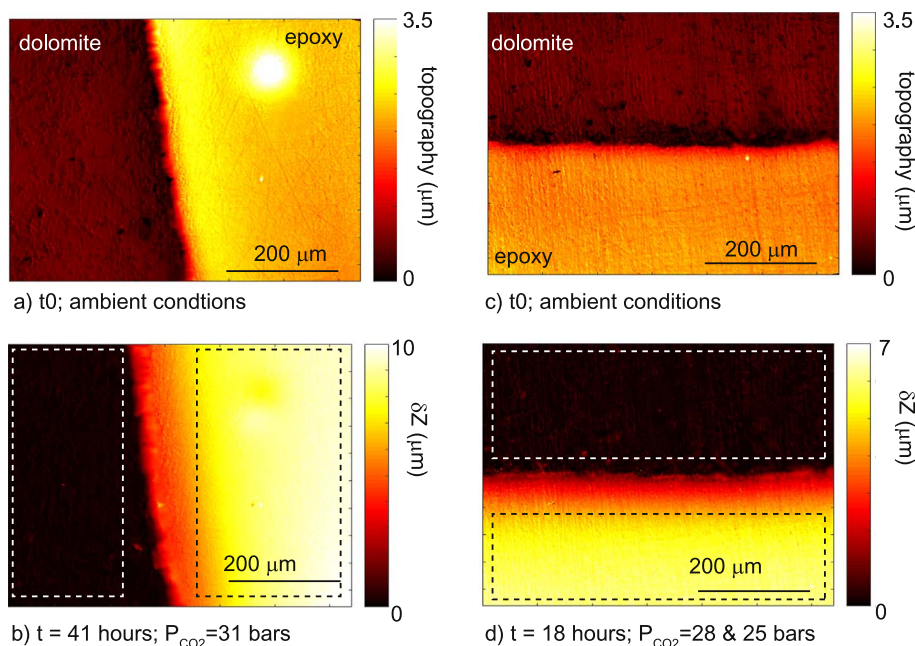 dolomite
epoxy
200 μm
3.5
topography (μm)
0
a) t0; ambient condtions
dolomite
epoxy
200 μm
3.5
topography (μm)
0
c) t0; ambient conditions
200 μm
10
δZ (μm)
0
b) t = 41 hours; P_CO2=31 bars
200 μm
7
δZ (μm)
0
d) t = 18 hours; P_CO2=28 & 25 bars